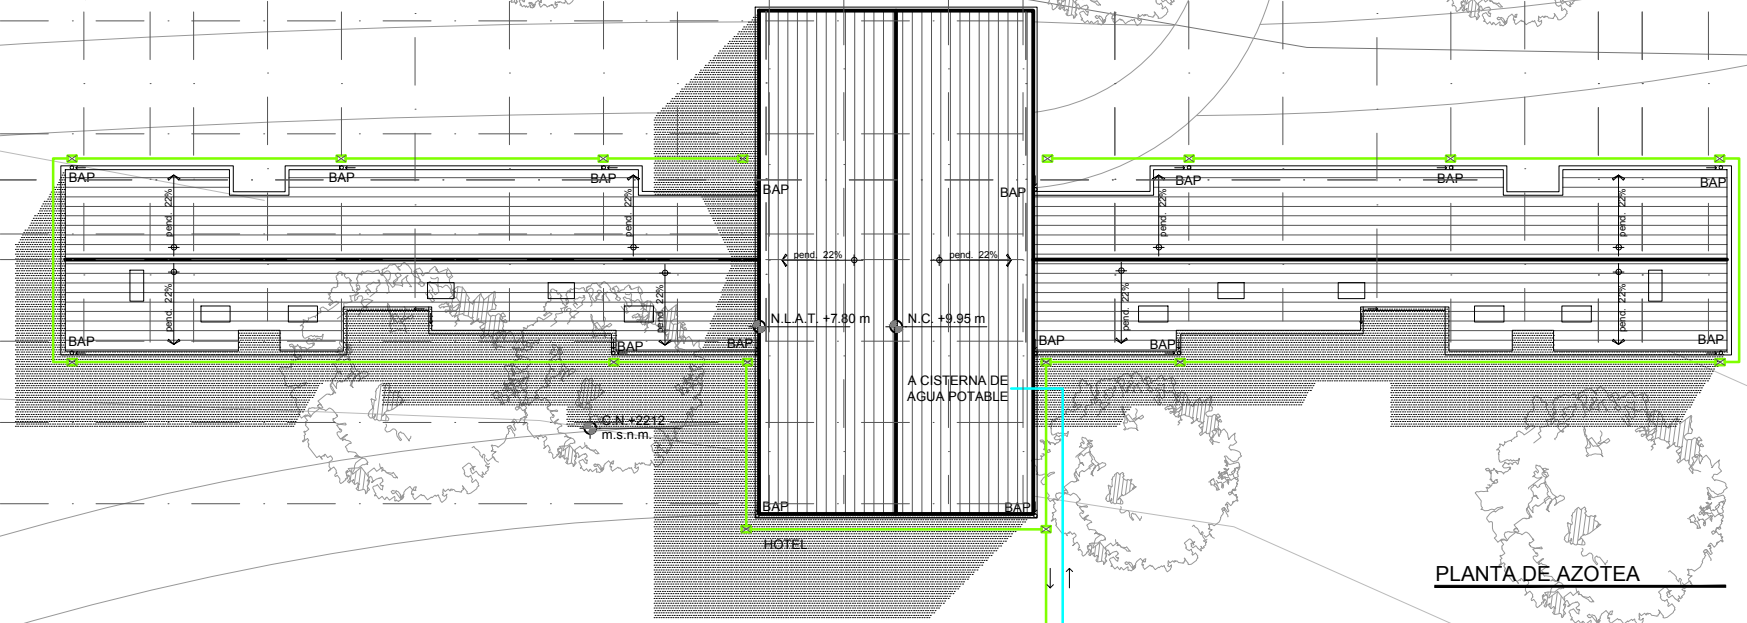 BAP
BAP
BAP
BAP
BAP
BAP
BAP
BAP
pend. 22%
pend. 22%
pend. 22%
pend. 22%
pend. 22%
pend. 22%
pend. 22%
pend. 22%
pend. 22%
pend. 22%
N.L.A.T. +7.80 m
N.C. +9.95 m
BAP
BAP
BAP
BAP
BAP
BAP
A CISTERNA DE
AGUA POTABLE
C.N.+2212
m.s.n.m.
BAP
BAP
HOTEL
PLANTA DE AZOTEA